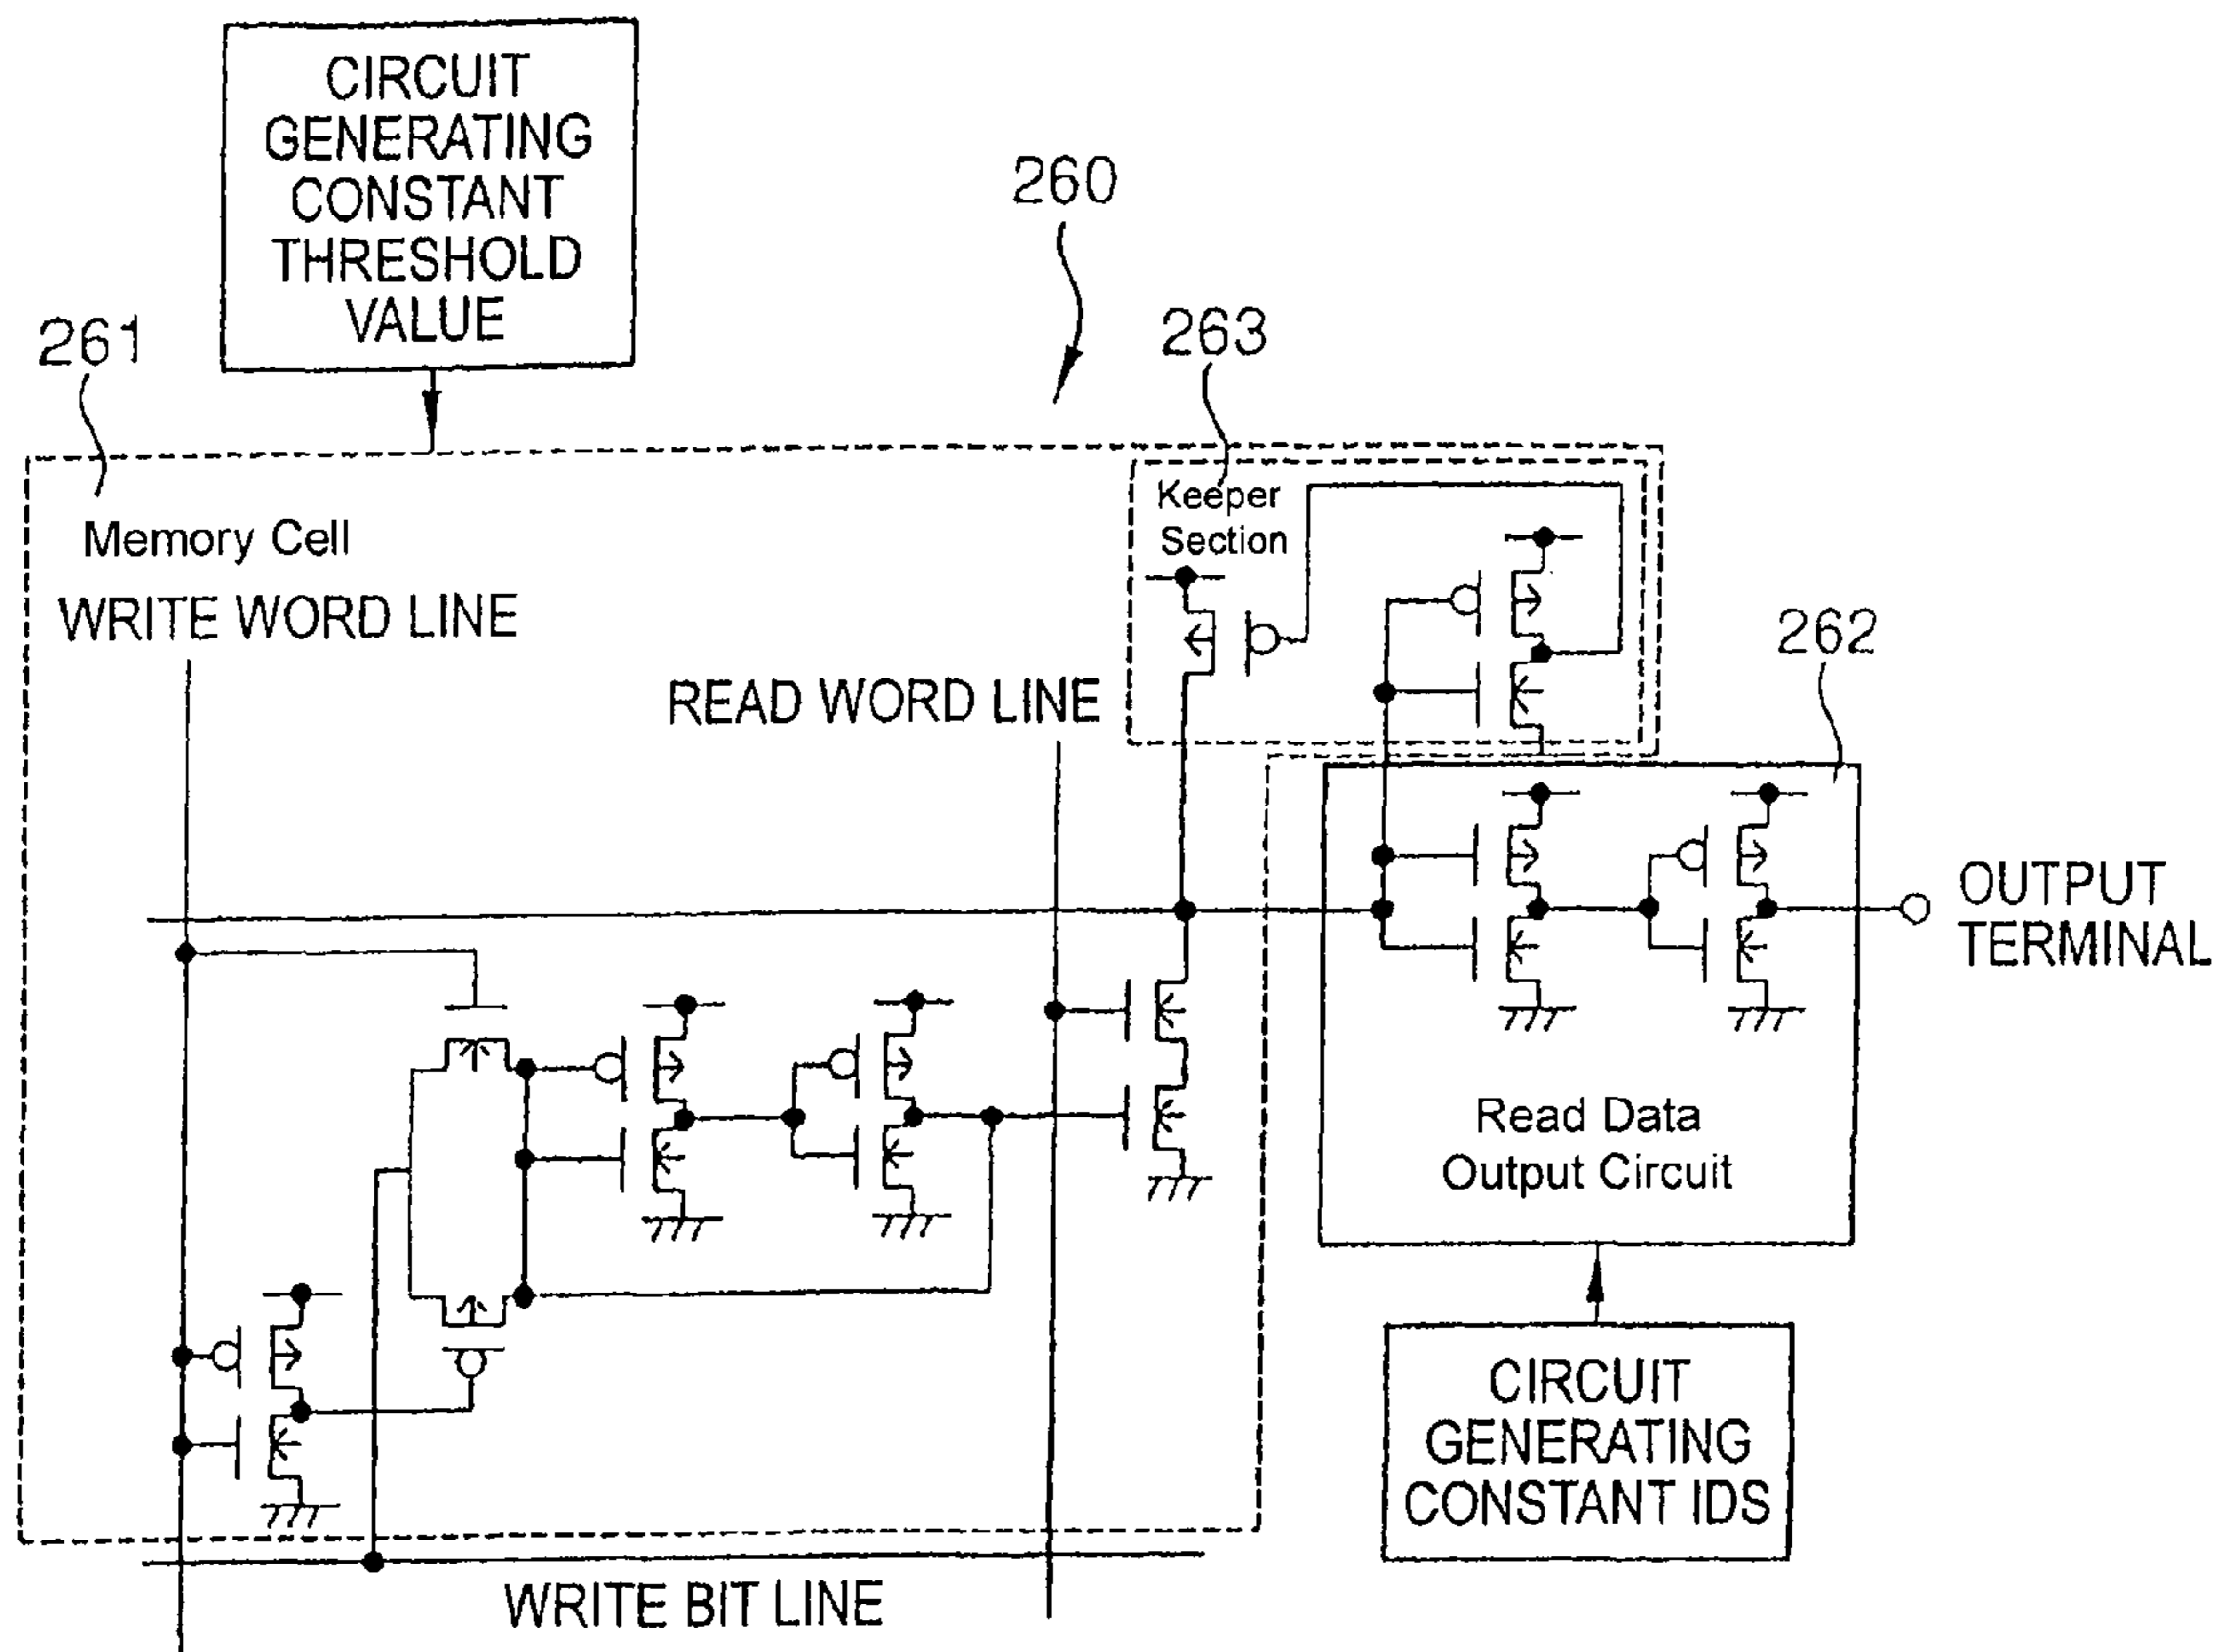 CIRCUIT
GENERATING
CONSTANT
THRESHOLD
VALUE
260
261
263
Keeper
Section
Memory Cell
WRITE WORD LINE
262
READ WORD LINE
OUTPUT
TERMINAL
Read Data
Output Circuit
CIRCUIT
GENERATING
CONSTANT IDS
WRITE BIT LINE